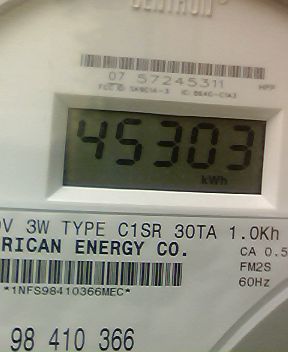 CENTRON
07 57245311
45303
kWh
V 3W TYPE C1SR 30TA 1.0Kh
RICAN ENERGY CO.
CA 0.5
FM2S
60Hz
*1NFS98410366MEC*
98 410 366